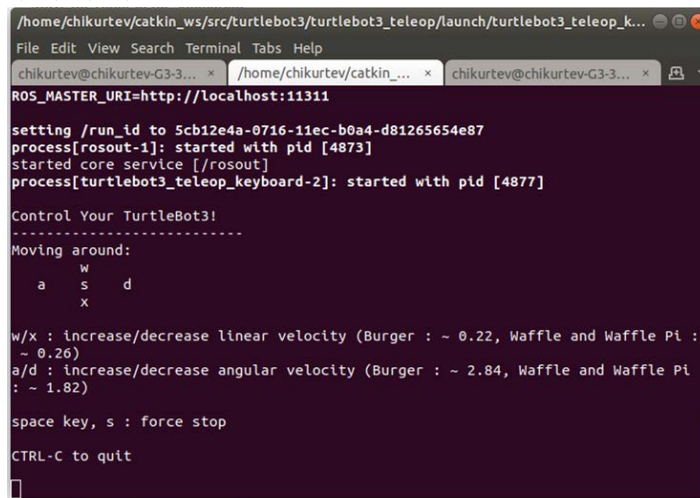 /home/chikurtev/catkin_ws/src/turtlebot3/turtlebot3_teleop/launch/turtlebot3_teleop_k...
File Edit View Search Terminal Tabs Help
chikurtev@chikurtev-G3-3... × /home/chikurtev/catkin_... × chikurtev@chikurtev-G3-3... ×
ROS_MASTER_URI=http://localhost:11311
setting /run_id to 5cb12e4a-0716-11ec-b0a4-d81265654e87
process[rosout-1]: started with pid [4873]
started core service [/rosout]
process[turtlebot3_teleop_keyboard-2]: started with pid [4877]
Control Your TurtleBot3!
---------------------------
Moving around:
w
a s d
x
w/x : increase/decrease linear velocity (Burger : ~ 0.22, Waffle and Waffle Pi :
~ 0.26)
a/d : increase/decrease angular velocity (Burger : ~ 2.84, Waffle and Waffle Pi
: ~ 1.82)
space key, s : force stop
CTRL-C to quit